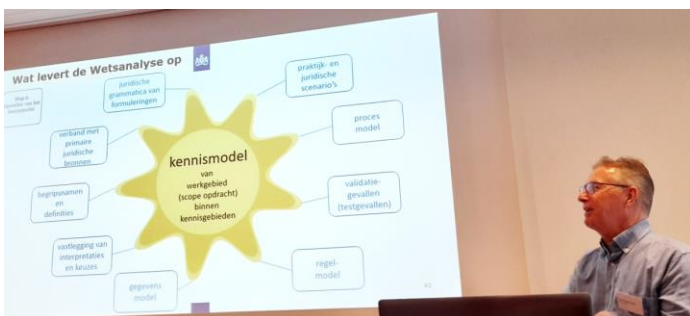 Wat levert de Wetsanalyse op
juridische
grammatica van
formuleringen
praktijk- en
juridische
scenario's
verband met
primaire
juridische
bronnen
proces
model
kennismodel
van
werkgebied
(scope opdracht)
binnen
kennisgebieden
begripsnamen
en
definities
validatie-
gevallen
(testgevallen)
vastlegging van
interpretaties
en keuzes
regel-
model
gegevens
model